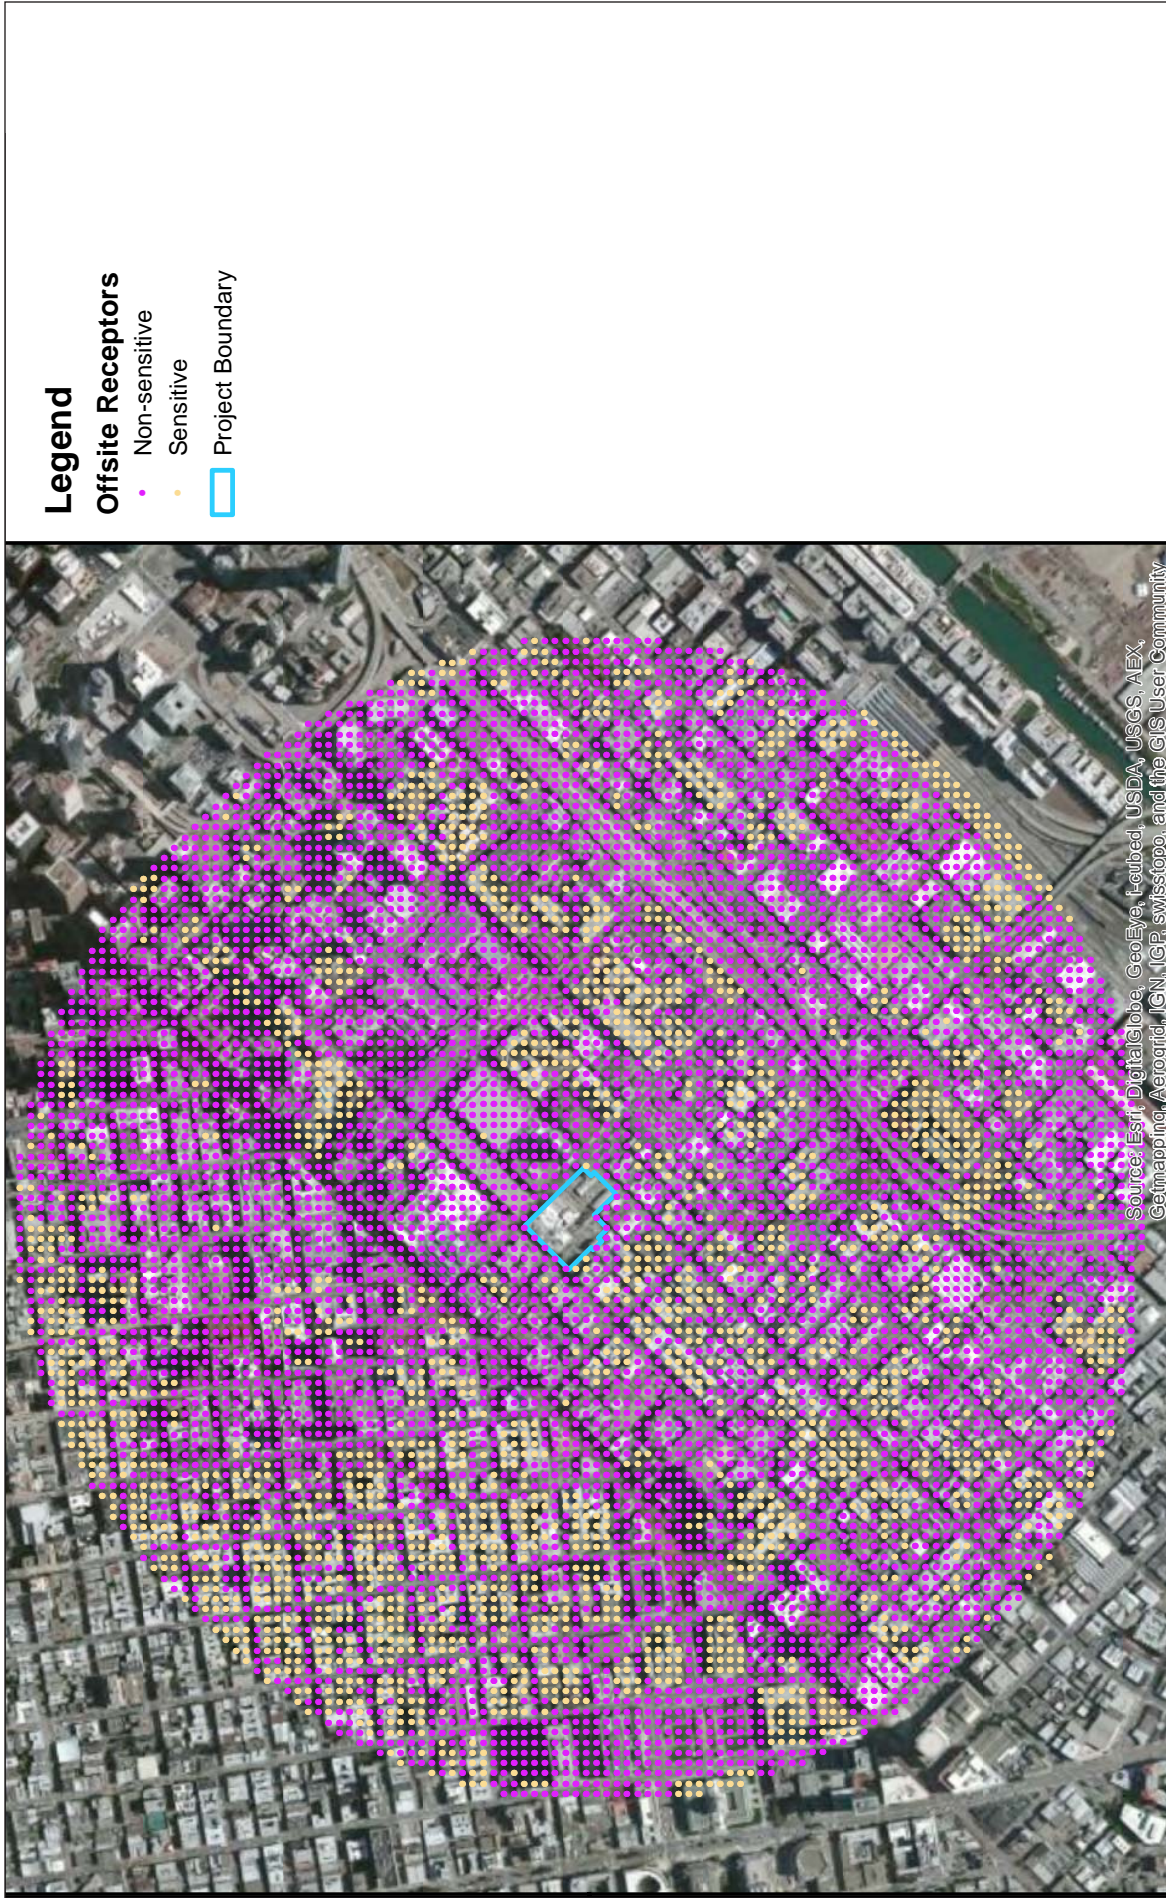 Legend
Offsite Receptors
Non-sensitive
Sensitive
Project Boundary
Source: Esri, DigitalGlobe, GeoEye, i-cubed, USDA, USGS, AEX,
Getmapping, Aerogrid, IGN, IGP, swisstopo, and the GIS User Community